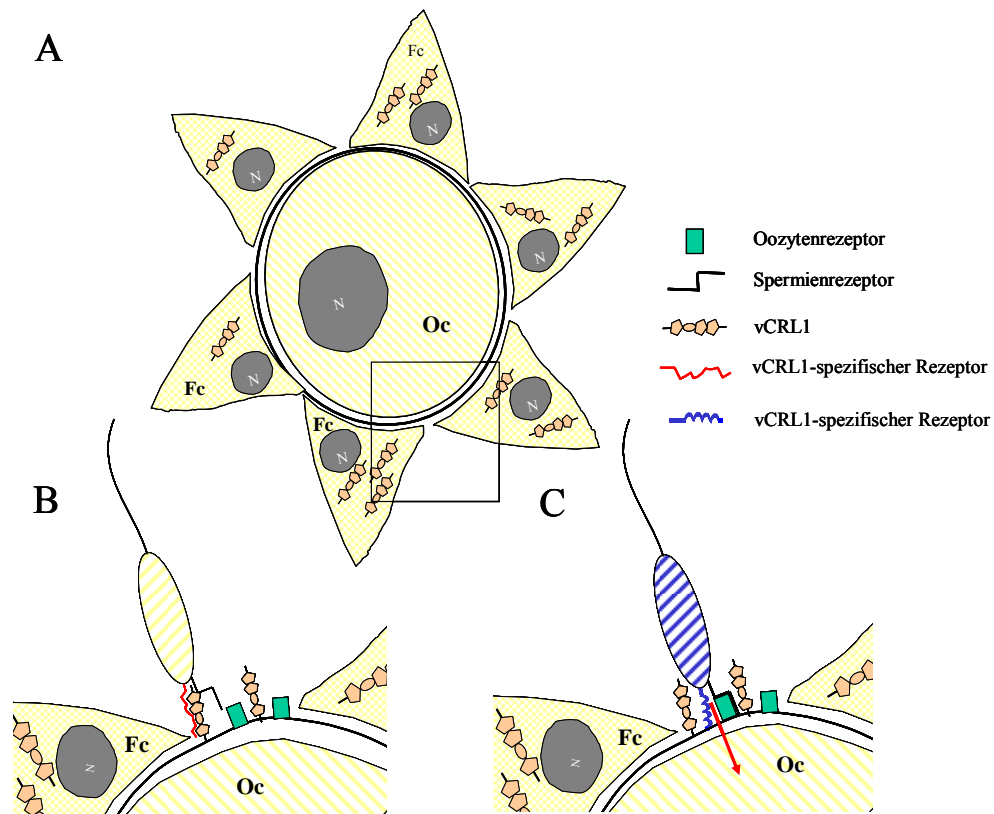 A
Fc
N
N
N
N
Oc
Fc
N
Fc
N
N
Oozytenrezeptor
Spermienrezeptor
vCRL1
vCRL1-spezifischer Rezeptor
vCRL1-spezifischer Rezeptor
B
Fc
N
Oc
C
Fc
N
Oc